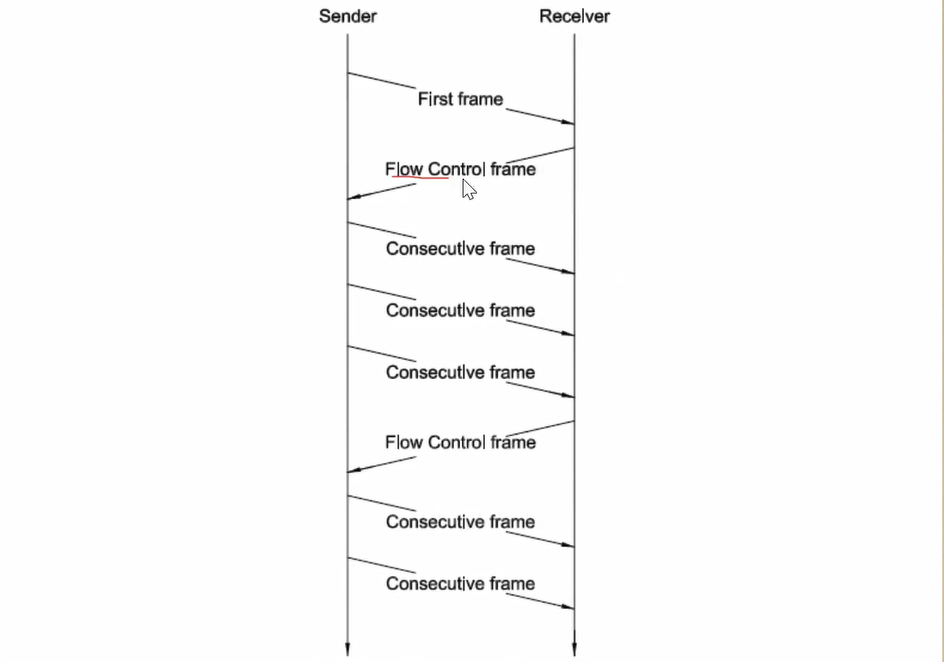 Sender
Receiver
First frame
Flow Control frame
Consecutive frame
Consecutive frame
Consecutive frame
Flow Control frame
Consecutive frame
Consecutive frame